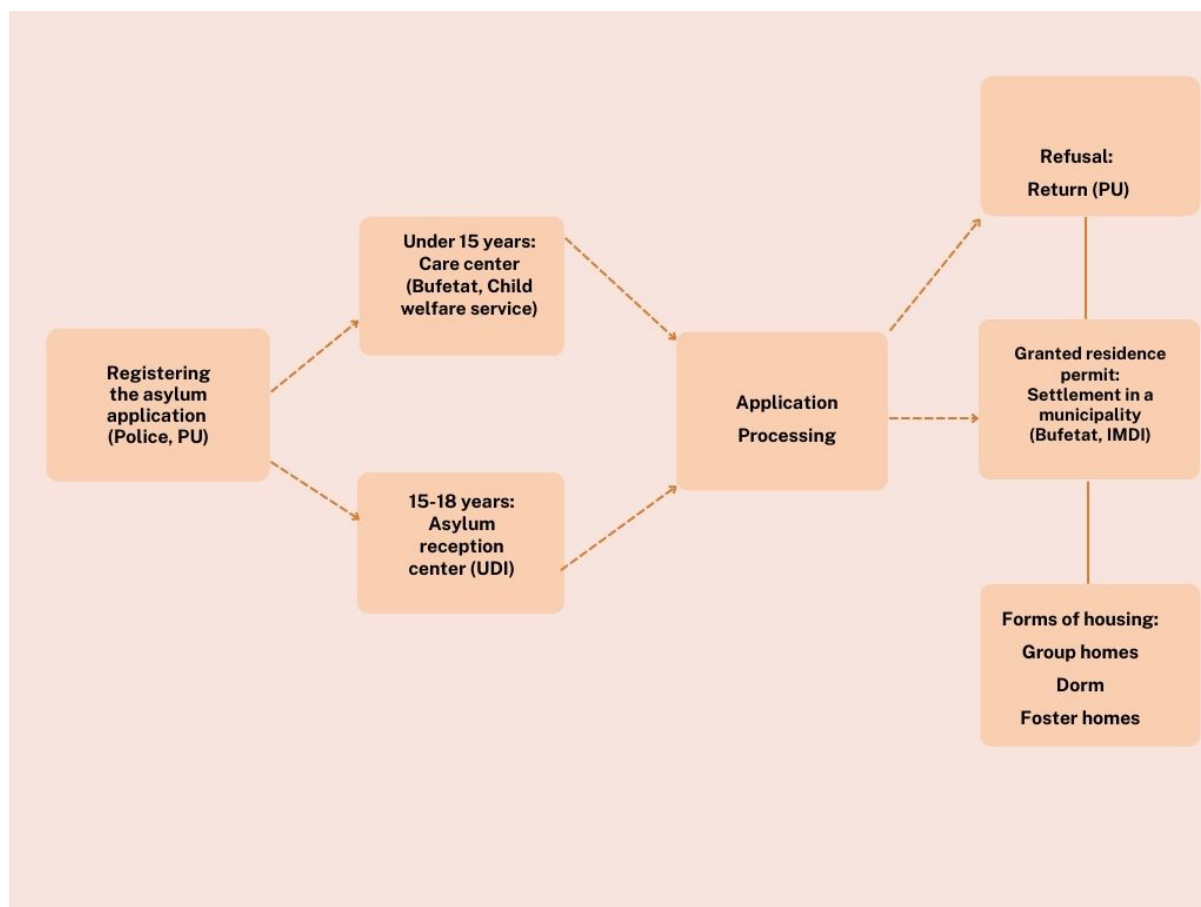 Registering
the asylum
application
(Police, PU)
Under 15 years:
Care center
(Bufetat, Child
welfare service)
15-18 years:
Asylum
reception
center (UDI)
Application
Processing
Refusal:
Return (PU)
Granted residence
permit:
Settlement in a
municipality
(Bufetat, IMDI)
Forms of housing:
Group homes
Dorm
Foster homes